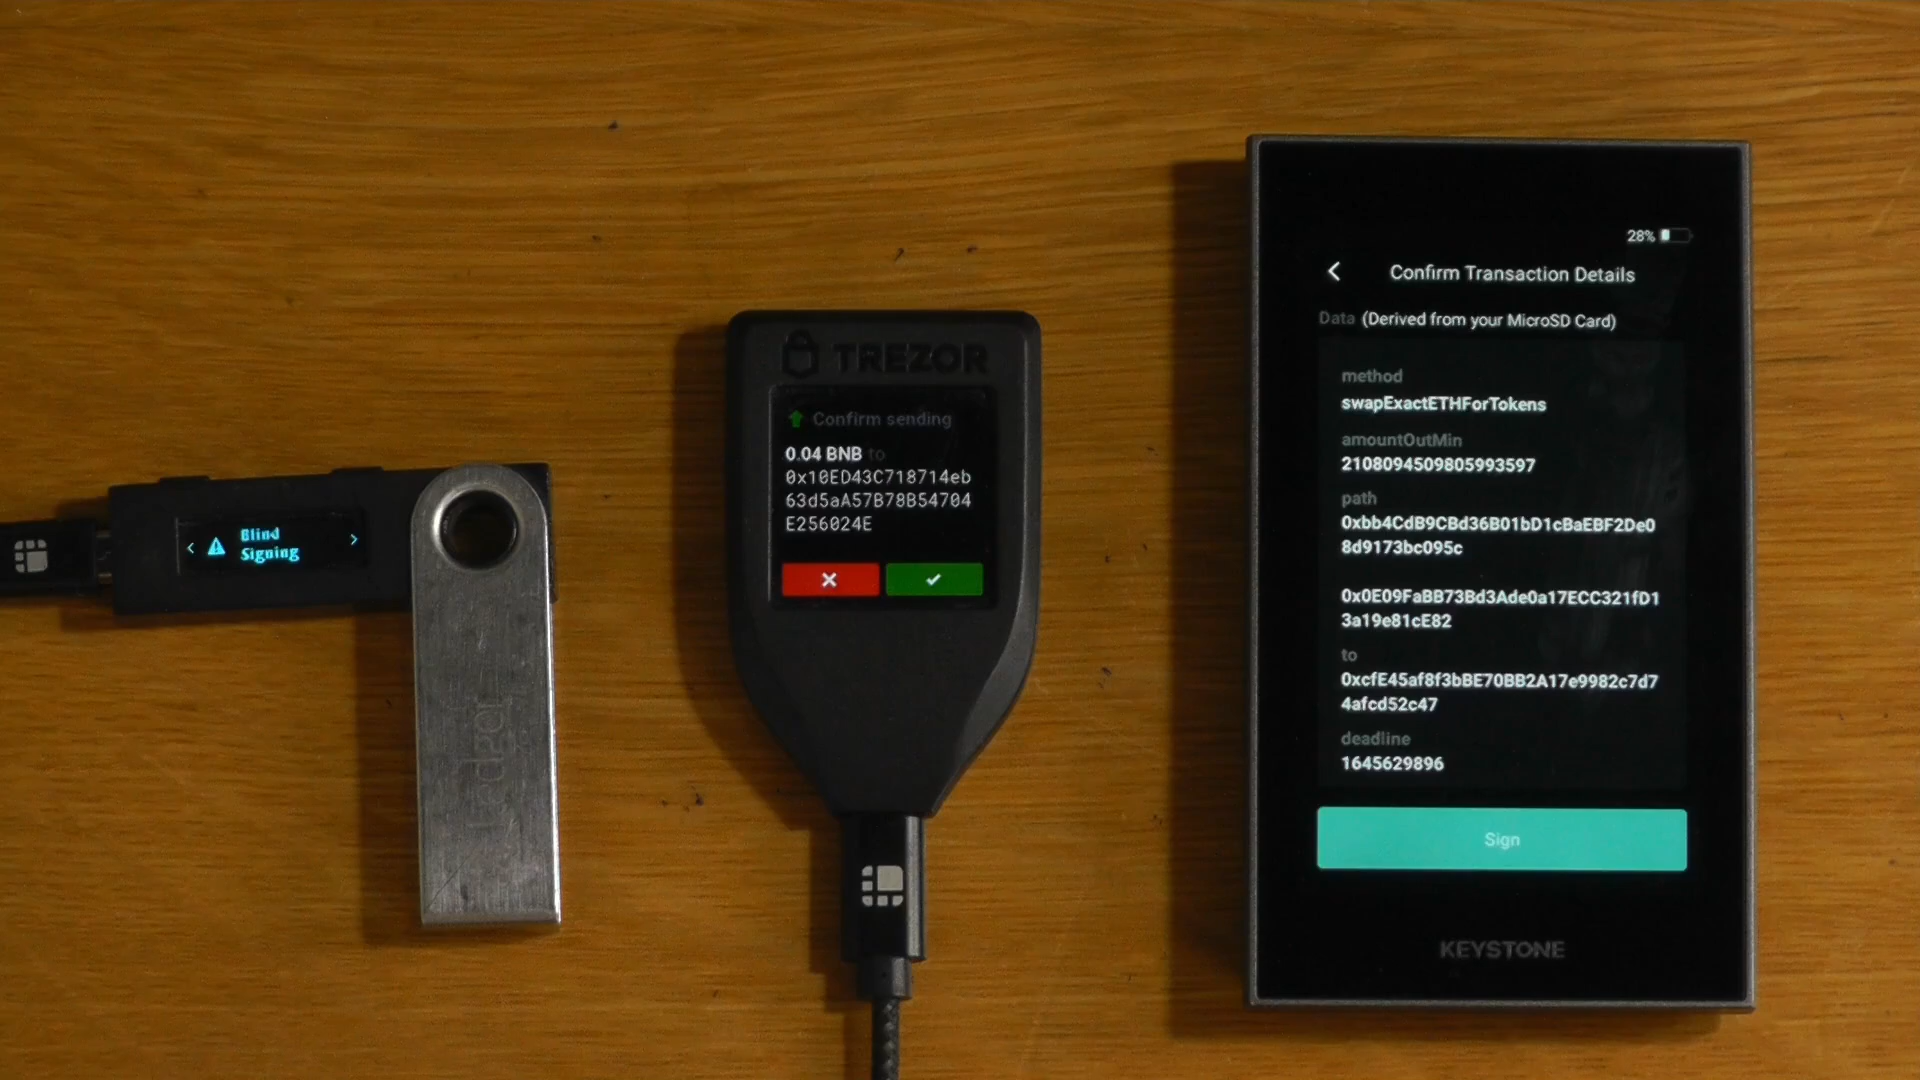 Blind
Signing
Ledger
TREZOR
Confirm sending
0.04 BNB to
0x10ED43C718714eb
63d5aA57B78B54704
E256024E
28%
Confirm Transaction Details
Data (Derived from your MicroSD Card)
method
swapExactETHForTokens
amountOutMin
2108094509805993597
path
0xbb4CdB9CBd36B01bD1cBaEBF2De0
8d9173bc095c
0x0E09FaBB73Bd3Ade0a17ECC321fD1
3a19e81cE82
to
0xcfE45af8f3bBE70BB2A17e9982c7d7
4afcd52c47
deadline
1645629896
Sign
KEYSTONE